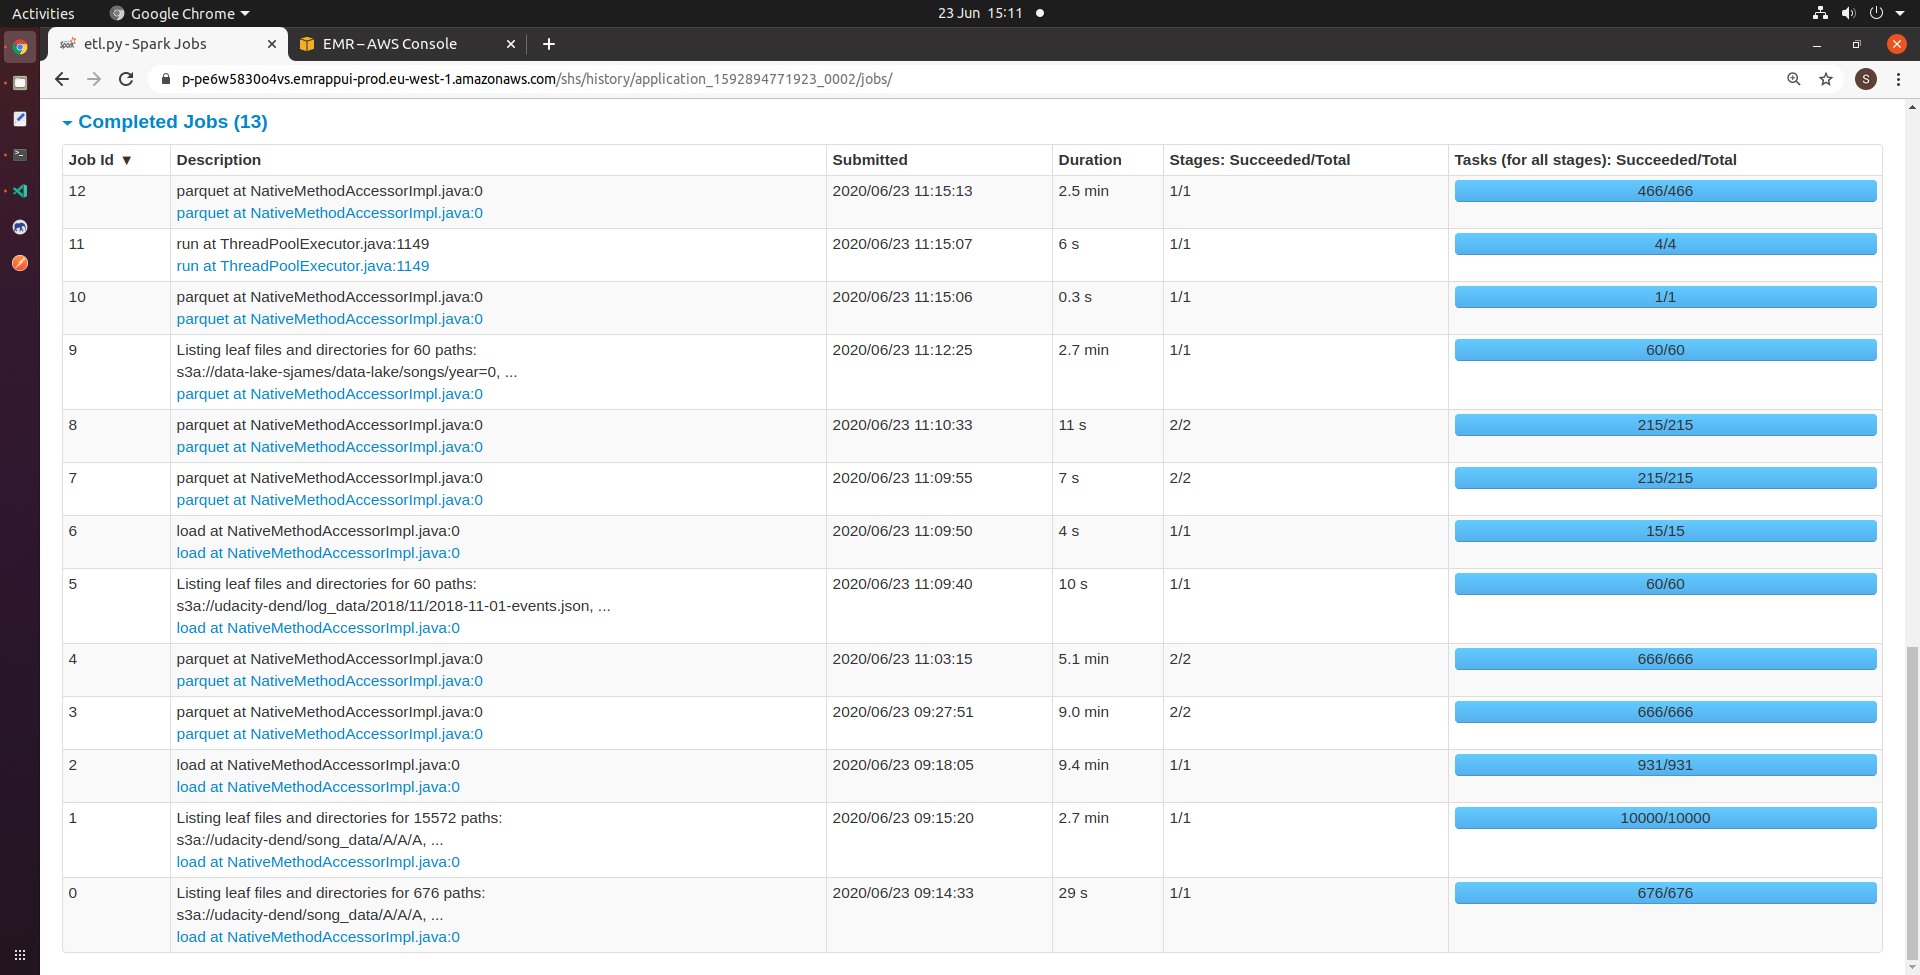 Activities
Google Chrome
23 Jun 15:11
etl.py - Spark Jobs
EMR – AWS Console
p-pe6w5830o4vs.emrappui-prod.eu-west-1.amazonaws.com/shs/history/application_1592894771923_0002/jobs/
S
Completed Jobs (13)
Job Id ▼ Description Submitted Duration Stages: Succeeded/Total Tasks (for all stages): Succeeded/Total
12 parquet at NativeMethodAccessorImpl.java:0 2020/06/23 11:15:13 2.5 min 1/1 466/466
parquet at NativeMethodAccessorImpl.java:0
11 run at ThreadPoolExecutor.java:1149 2020/06/23 11:15:07 6 s 1/1 4/4
run at ThreadPoolExecutor.java:1149
10 parquet at NativeMethodAccessorImpl.java:0 2020/06/23 11:15:06 0.3 s 1/1 1/1
parquet at NativeMethodAccessorImpl.java:0
9 Listing leaf files and directories for 60 paths: 2020/06/23 11:12:25 2.7 min 1/1 60/60
s3a://data-lake-sjames/data-lake/songs/year=0, ...
parquet at NativeMethodAccessorImpl.java:0
8 parquet at NativeMethodAccessorImpl.java:0 2020/06/23 11:10:33 11 s 2/2 215/215
parquet at NativeMethodAccessorImpl.java:0
7 parquet at NativeMethodAccessorImpl.java:0 2020/06/23 11:09:55 7 s 2/2 215/215
parquet at NativeMethodAccessorImpl.java:0
6 load at NativeMethodAccessorImpl.java:0 2020/06/23 11:09:50 4 s 1/1 15/15
load at NativeMethodAccessorImpl.java:0
5 Listing leaf files and directories for 60 paths: 2020/06/23 11:09:40 10 s 1/1 60/60
s3a://udacity-dend/log_data/2018/11/2018-11-01-events.json, ...
load at NativeMethodAccessorImpl.java:0
4 parquet at NativeMethodAccessorImpl.java:0 2020/06/23 11:03:15 5.1 min 2/2 666/666
parquet at NativeMethodAccessorImpl.java:0
3 parquet at NativeMethodAccessorImpl.java:0 2020/06/23 09:27:51 9.0 min 2/2 666/666
parquet at NativeMethodAccessorImpl.java:0
2 load at NativeMethodAccessorImpl.java:0 2020/06/23 09:18:05 9.4 min 1/1 931/931
load at NativeMethodAccessorImpl.java:0
1 Listing leaf files and directories for 15572 paths: 2020/06/23 09:15:20 2.7 min 1/1 10000/10000
s3a://udacity-dend/song_data/A/A/A, ...
load at NativeMethodAccessorImpl.java:0
0 Listing leaf files and directories for 676 paths: 2020/06/23 09:14:33 29 s 1/1 676/676
s3a://udacity-dend/song_data/A/A/A, ...
load at NativeMethodAccessorImpl.java:0